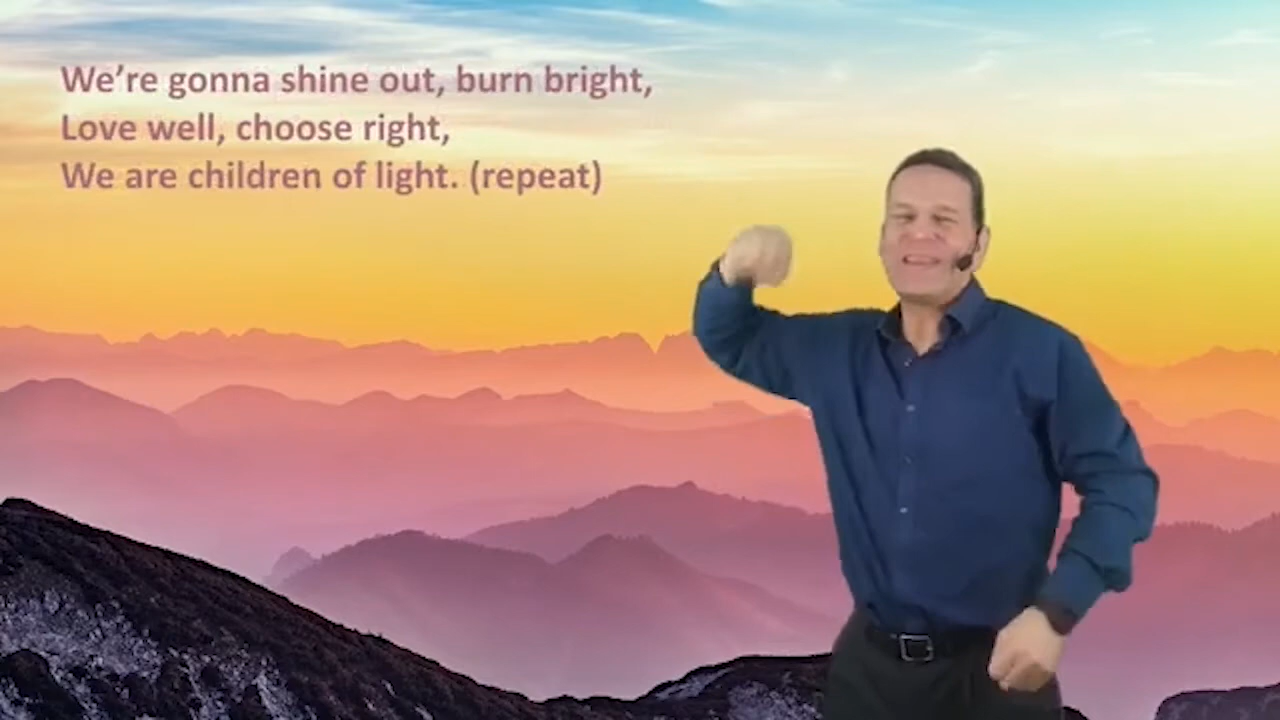 We're gonna shine out, burn bright,
Love well, choose right,
We are children of light. (repeat)